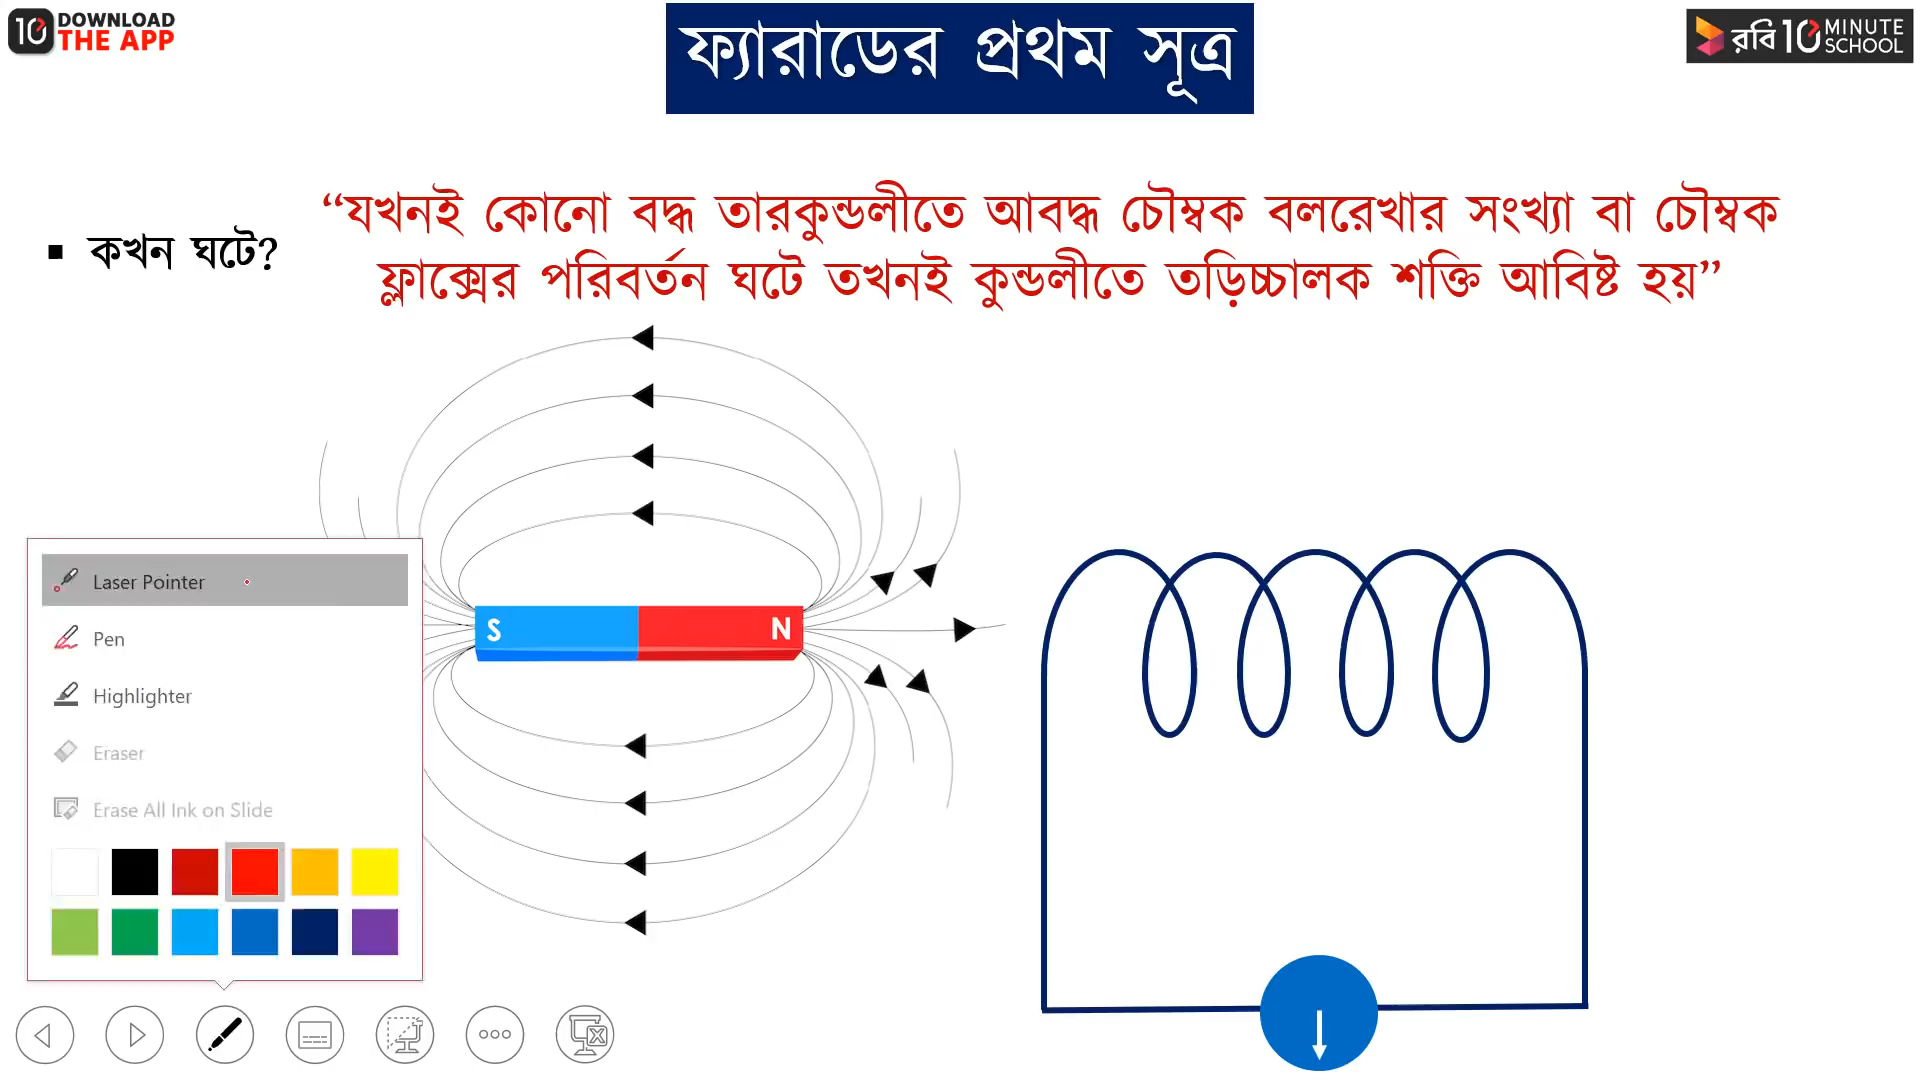 10 DOWNLOAD
THE APP
ফ্যারাডের প্রথম সূত্র
রবি 10 MINUTE
SCHOOL
▪ কখন ঘটে?
“যখনই কোনো বদ্ধ তারকুন্ডলীতে আবদ্ধ চৌম্বক বলরেখার সংখ্যা বা চৌম্বক
ফ্লাক্সের পরিবর্তন ঘটে তখনই কুন্ডলীতে তড়িচ্চালক শক্তি আবিষ্ট হয়”
Laser Pointer
Pen
Highlighter
Eraser
Erase All Ink on Slide
S
N